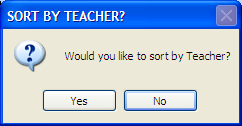 SORT BY TEACHER?
Would you like to sort by Teacher?
Yes
No